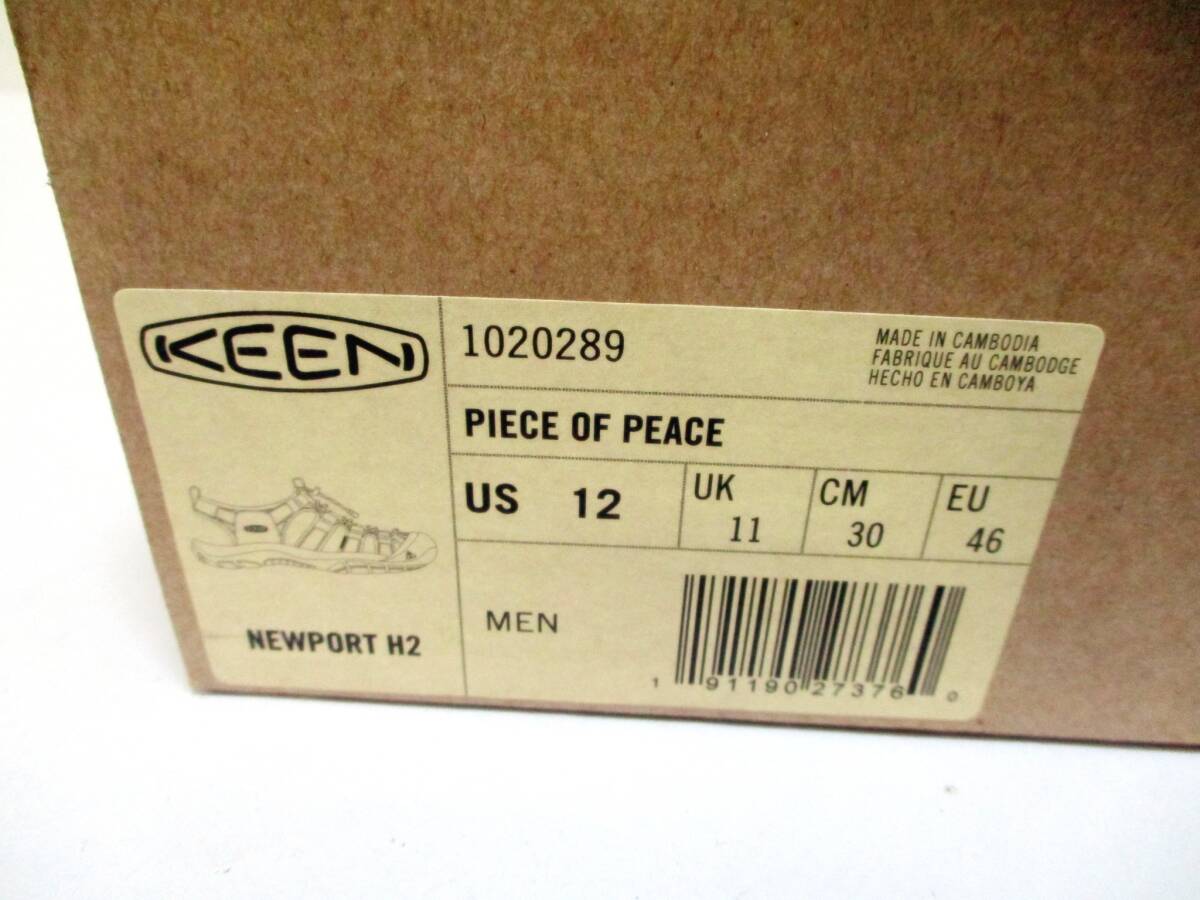 KEEN
1020289
MADE IN CAMBODIA
FABRIQUE AU CAMBODGE
HECHO EN CAMBOYA
PIECE OF PEACE
US 12
UK 11
CM 30
EU 46
NEWPORT H2
MEN
1 91190 27376 0